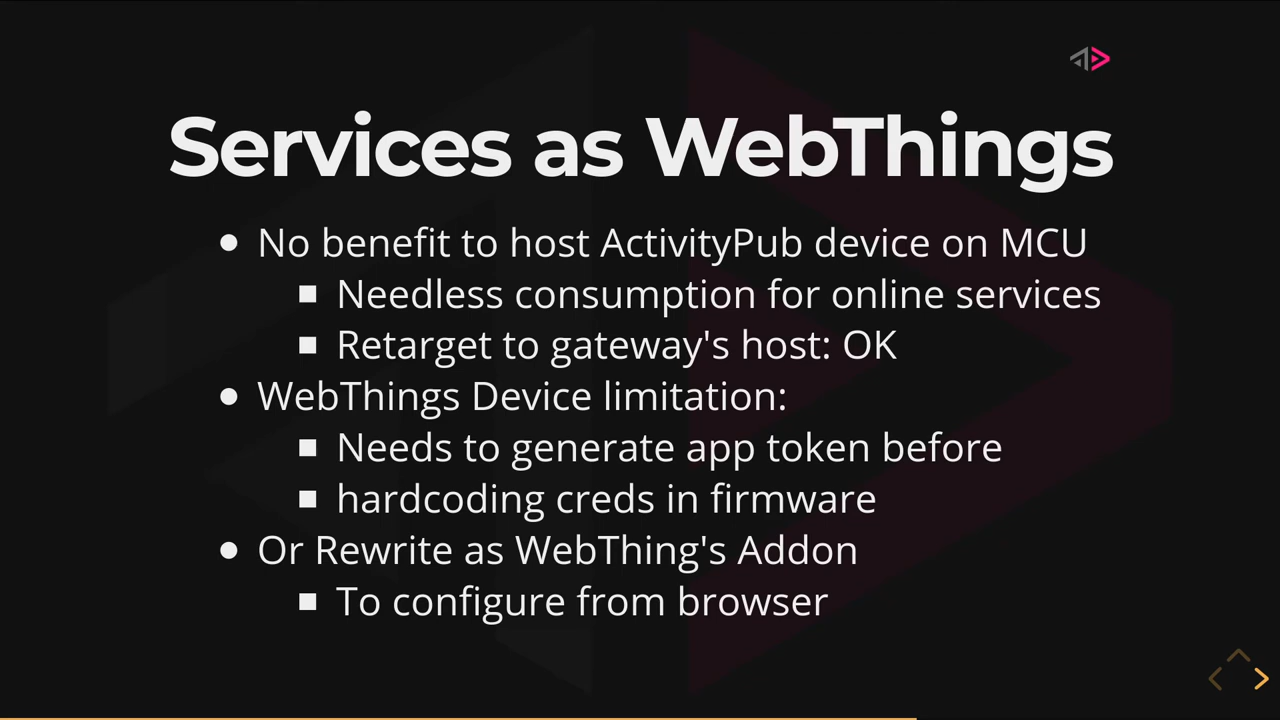 Services as WebThings
No benefit to host ActivityPub device on MCU
Needless consumption for online services
Retarget to gateway's host: OK
WebThings Device limitation:
Needs to generate app token before
hardcoding creds in firmware
Or Rewrite as WebThing's Addon
To configure from browser